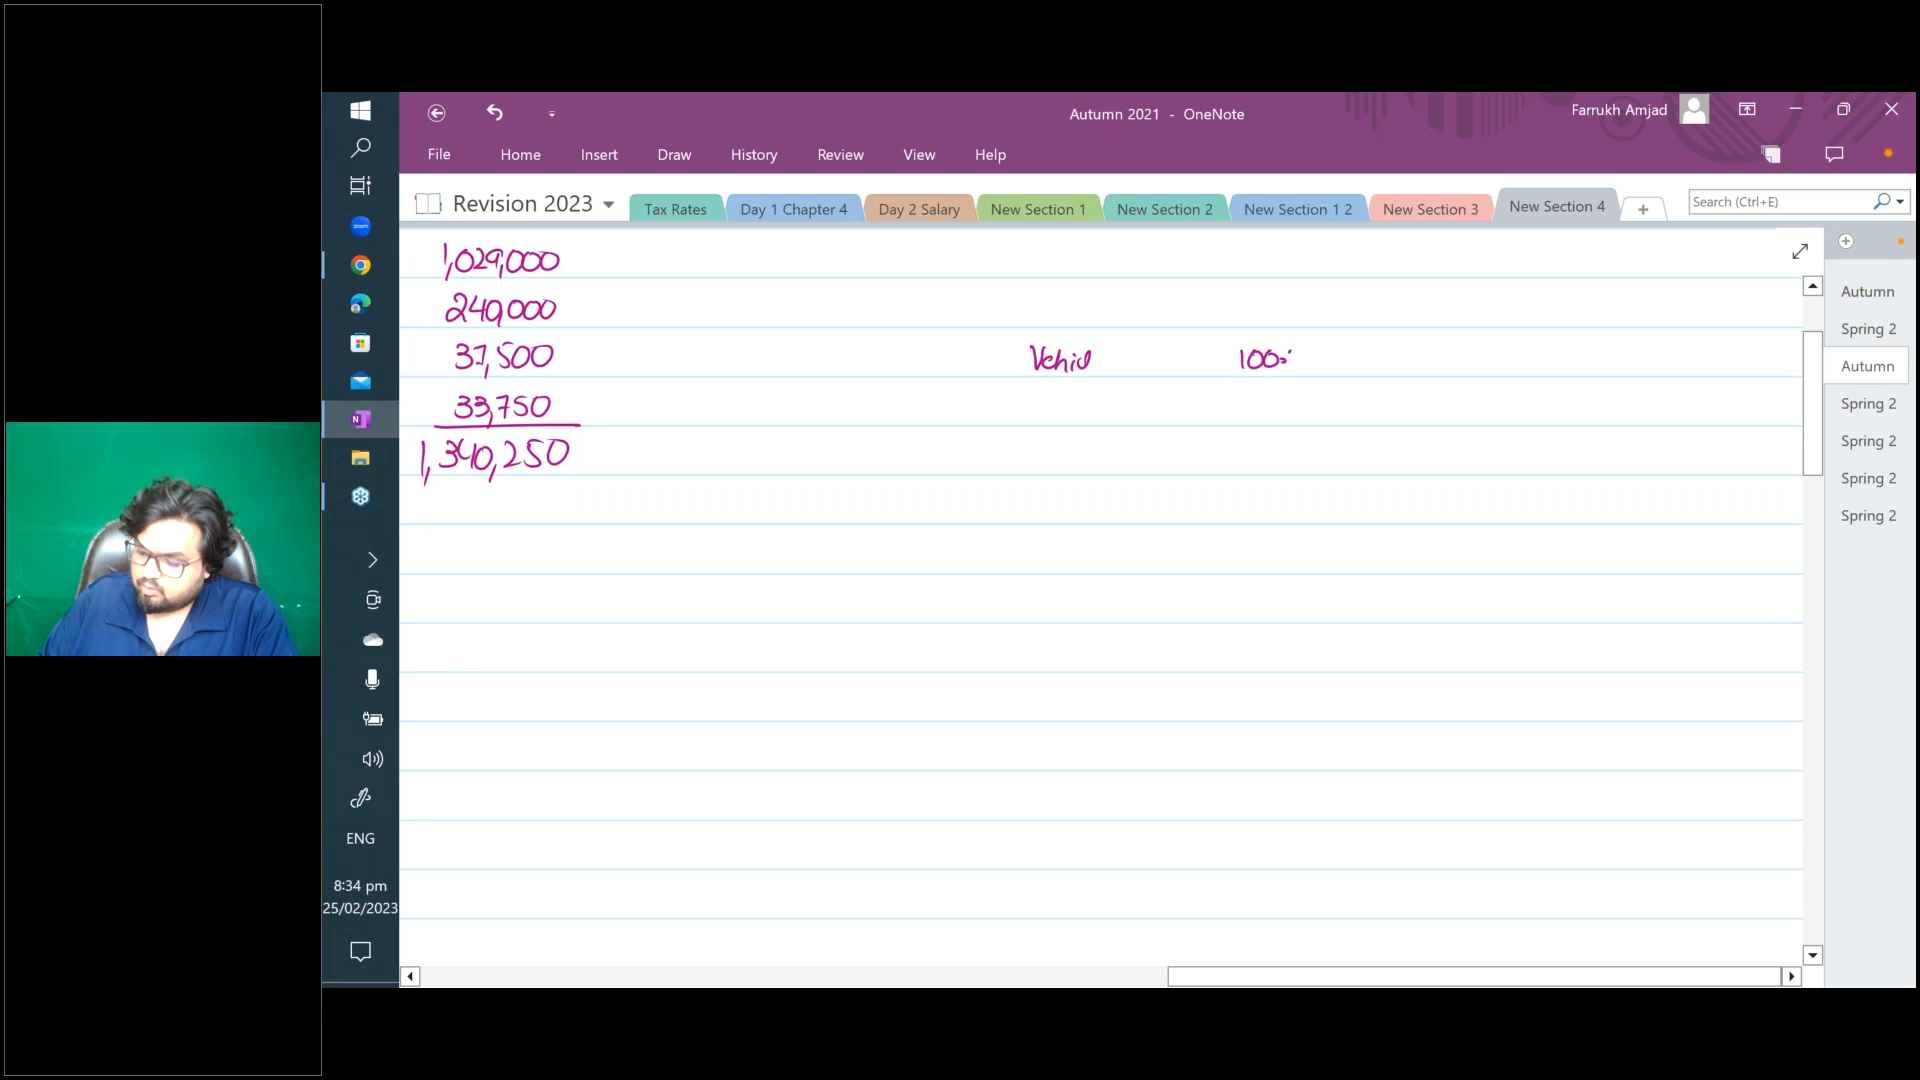 Autumn 2021 - OneNote
Farrukh Amjad
File Home Insert Draw History Review View Help
Revision 2023
Tax Rates
Day 1 Chapter 4
Day 2 Salary
New Section 1
New Section 2
New Section 1 2
New Section 3
New Section 4
Search (Ctrl+E)
zoom
N
1,029,000
240,000
37,500
Vehicl 100%
33,750
1,340,250
Autumn
Spring 2
Autumn
Spring 2
Spring 2
Spring 2
Spring 2
ENG
8:34 pm
25/02/2023